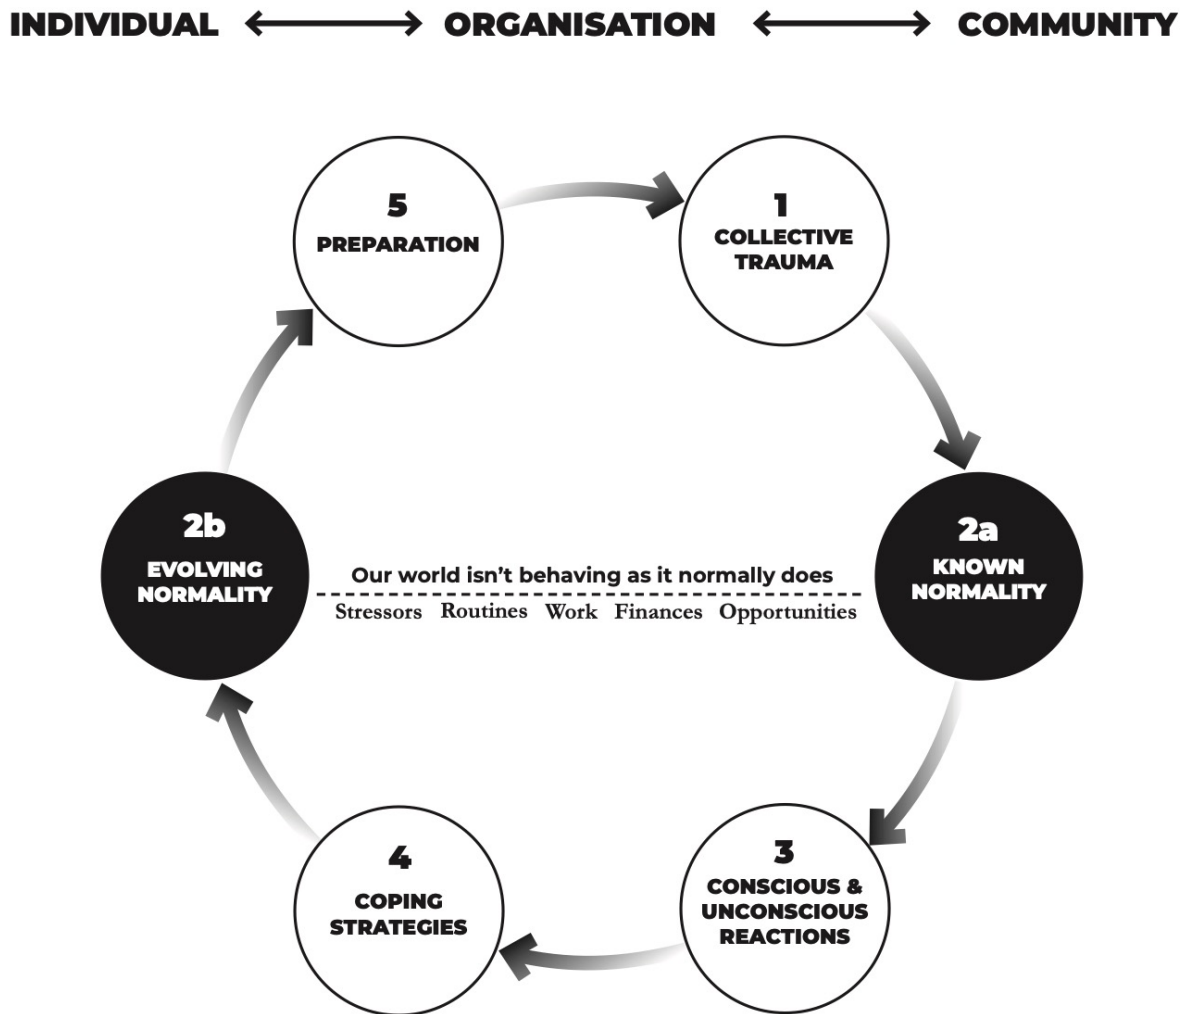 INDIVIDUAL ORGANISATION COMMUNITY
5
PREPARATION
1
COLLECTIVE
TRAUMA
2b
EVOLVING
NORMALITY
Our world isn't behaving as it normally does
Stressors Routines Work Finances Opportunities
2a
KNOWN
NORMALITY
4
COPING
STRATEGIES
3
CONSCIOUS &
UNCONSCIOUS
REACTIONS